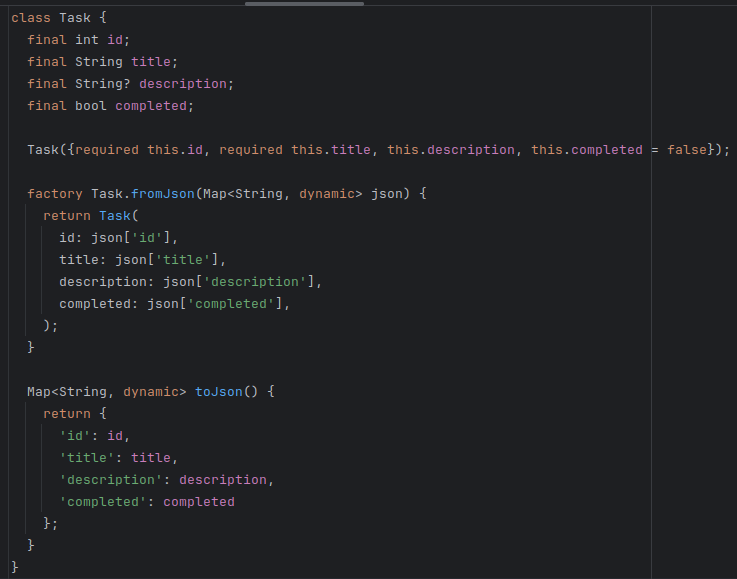 class Task {
  final int id;
  final String title;
  final String? description;
  final bool completed;

  Task({required this.id, required this.title, this.description, this.completed = false});

  factory Task.fromJson(Map<String, dynamic> json) {
    return Task(
      id: json['id'],
      title: json['title'],
      description: json['description'],
      completed: json['completed'],
    );
  }

  Map<String, dynamic> toJson() {
    return {
      'id': id,
      'title': title,
      'description': description,
      'completed': completed
    };
  }
}